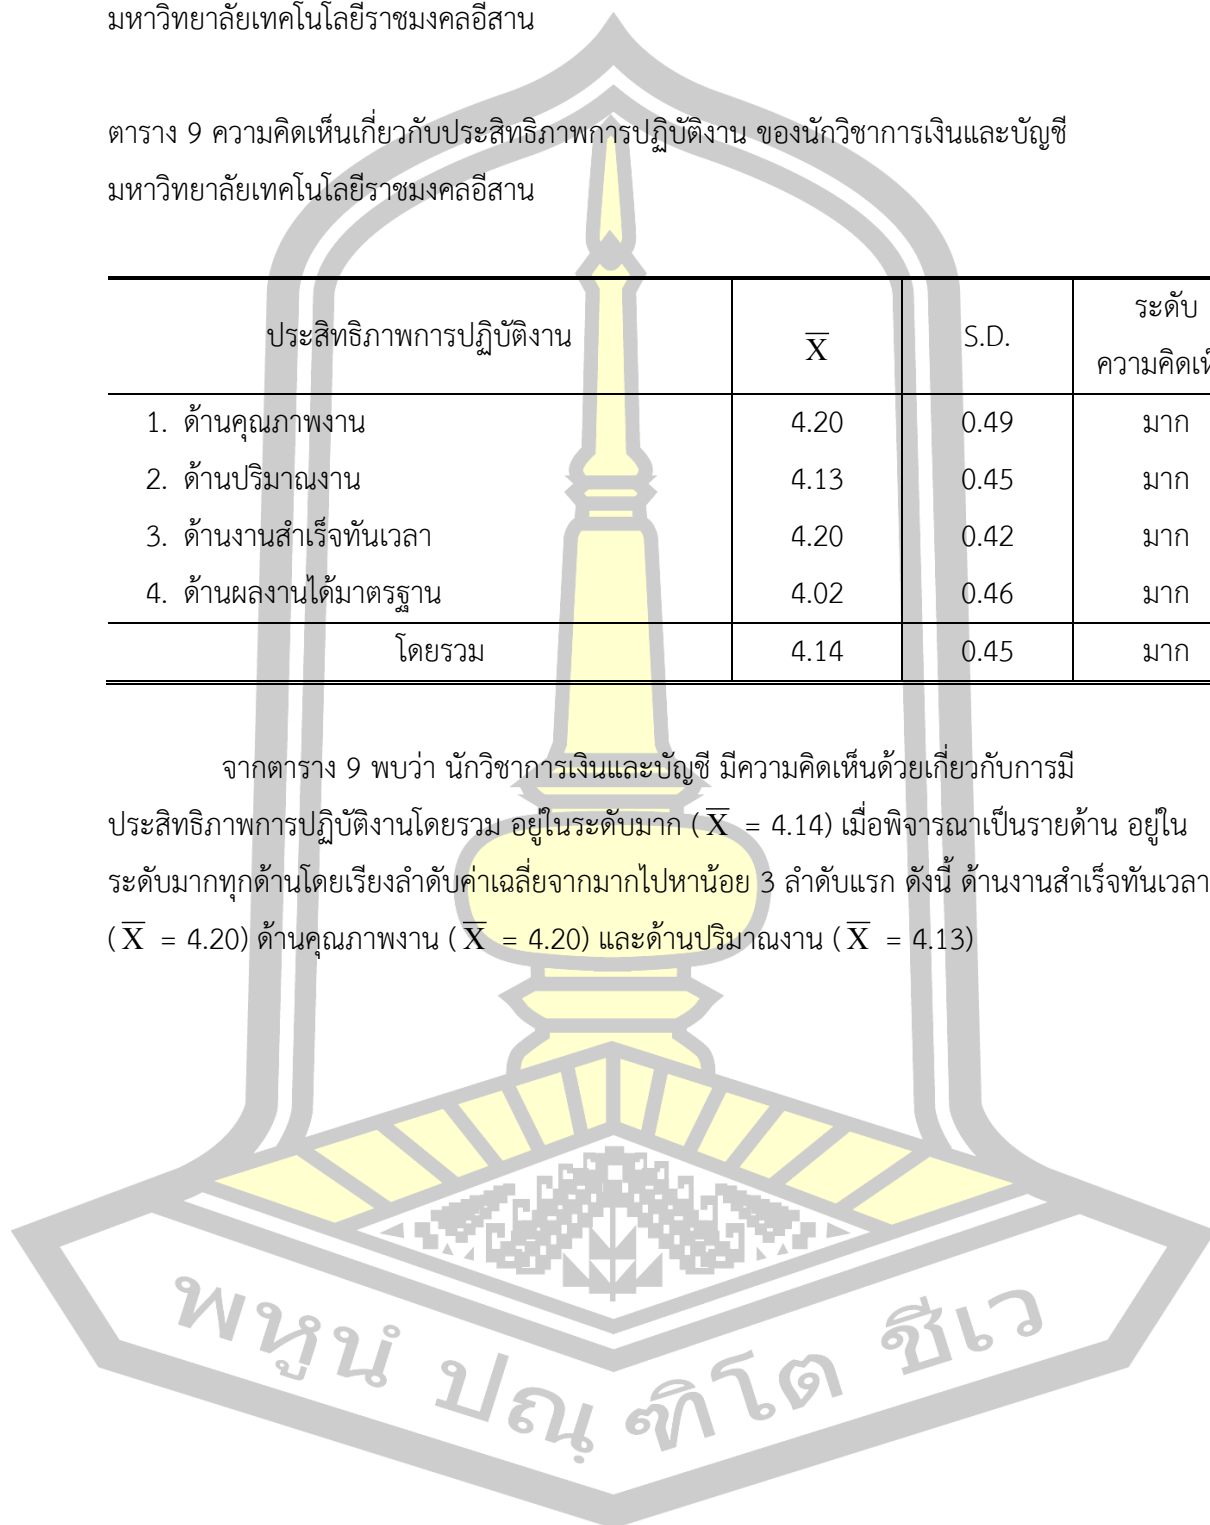 มหาวิทยาลัยเทคโนโลยีราชมงคลอีสาน
ตาราง 9 ความคิดเห็นเกี่ยวกับประสิทธิภาพการปฏิบัติงาน ของนักวิชาการเงินและบัญชี
มหาวิทยาลัยเทคโนโลยีราชมงคลอีสาน
ประสิทธิภาพการปฏิบัติงาน X̅ S.D. ระดับ
ความคิดเห็
1. ด้านคุณภาพงาน 4.20 0.49 มาก
2. ด้านปริมาณงาน 4.13 0.45 มาก
3. ด้านงานสำเร็จทันเวลา 4.20 0.42 มาก
4. ด้านผลงานได้มาตรฐาน 4.02 0.46 มาก
โดยรวม 4.14 0.45 มาก
จากตาราง 9 พบว่า นักวิชาการเงินและบัญชี มีความคิดเห็นด้วยเกี่ยวกับการมี
ประสิทธิภาพการปฏิบัติงานโดยรวม อยู่ในระดับมาก ( X̅ = 4.14) เมื่อพิจารณาเป็นรายด้าน อยู่ใน
ระดับมากทุกด้านโดยเรียงลำดับค่าเฉลี่ยจากมากไปหาน้อย 3 ลำดับแรก ดังนี้ ด้านงานสำเร็จทันเวลา
( X̅ = 4.20) ด้านคุณภาพงาน ( X̅ = 4.20) และด้านปริมาณงาน ( X̅ = 4.13)
พหูนํ ปณฺฑิโต ชีเว